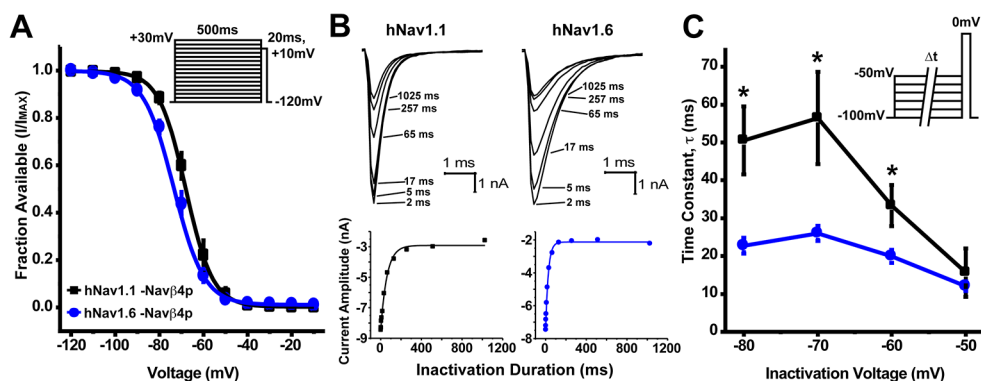 A
500ms
+30mV
20ms,
+10mV
-120mV
Fraction Available (I/IMAX)
1.0
0.8
0.6
0.4
0.2
0.0
hNav1.1 -Navβ4p
hNav1.6 -Navβ4p
-120
-100
-80
-60
-40
-20
Voltage (mV)
B
hNav1.1
hNav1.6
1025 ms
257 ms
65 ms
17 ms
5 ms
2 ms
1 ms
1 nA
1025 ms
257 ms
65 ms
17 ms
5 ms
2 ms
1 ms
1 nA
Current Amplitude (nA)
-3
-5
-7
-9
0
400
800
1200
-2
-4
-6
-8
0
400
800
1200
Inactivation Duration (ms)
C
0mV
Δt
-50mV
-100mV
*
*
*
Time Constant, τ (ms)
70
60
50
40
30
20
10
0
-80
-70
-60
-50
Inactivation Voltage (mV)